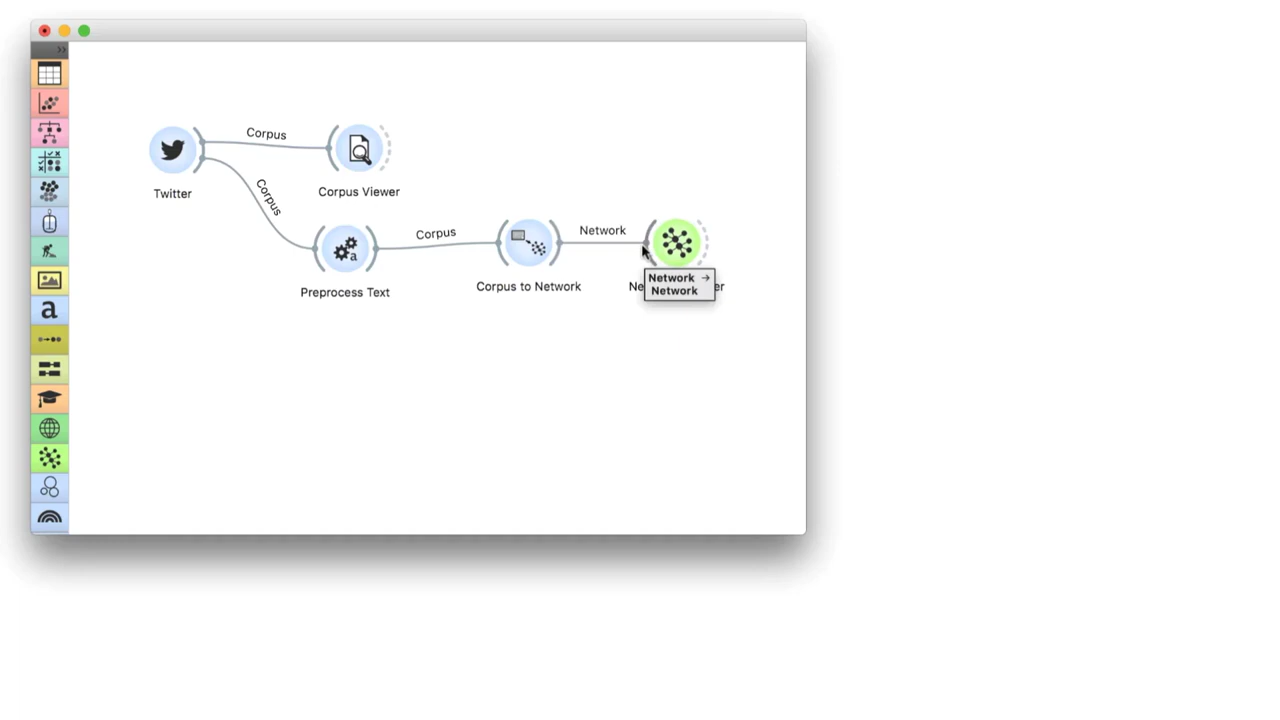 Corpus
Twitter
Corpus Viewer
Corpus
Corpus
Network
Preprocess Text
Corpus to Network
Network →
Network
a
a